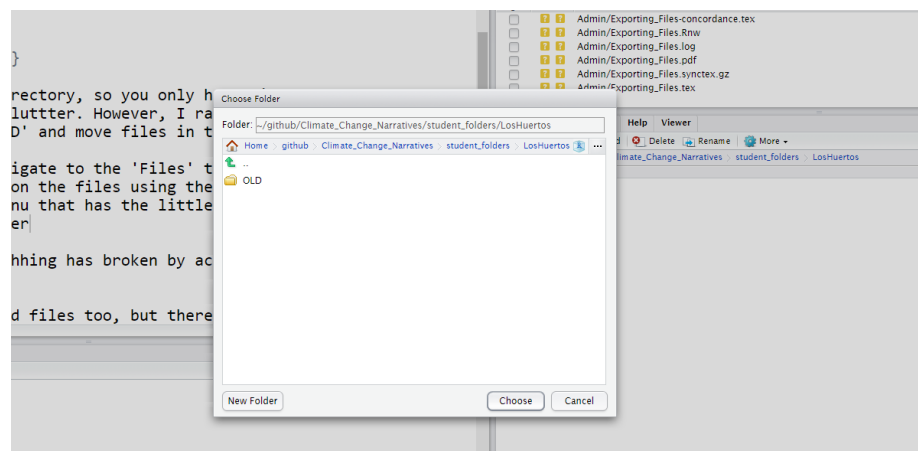 }
rectory, so you only h
luttter. However, I ra
D' and move files in t
igate to the 'Files' t
on the files using the
nu that has the little
er
hhing has broken by ac
d files too, but there
Choose Folder
Folder: ~/github/Climate_Change_Narratives/student_folders/LosHuertos
Home github Climate_Change_Narratives student_folders LosHuertos ...
..
OLD
New Folder Choose Cancel
Admin/Exporting_Files-concordance.tex
Admin/Exporting_Files.Rnw
Admin/Exporting_Files.log
Admin/Exporting_Files.pdf
Admin/Exporting_Files.synctex.gz
Admin/Exporting_Files.tex
Help Viewer
d Delete Rename More
limate_Change_Narratives student_folders LosHuertos